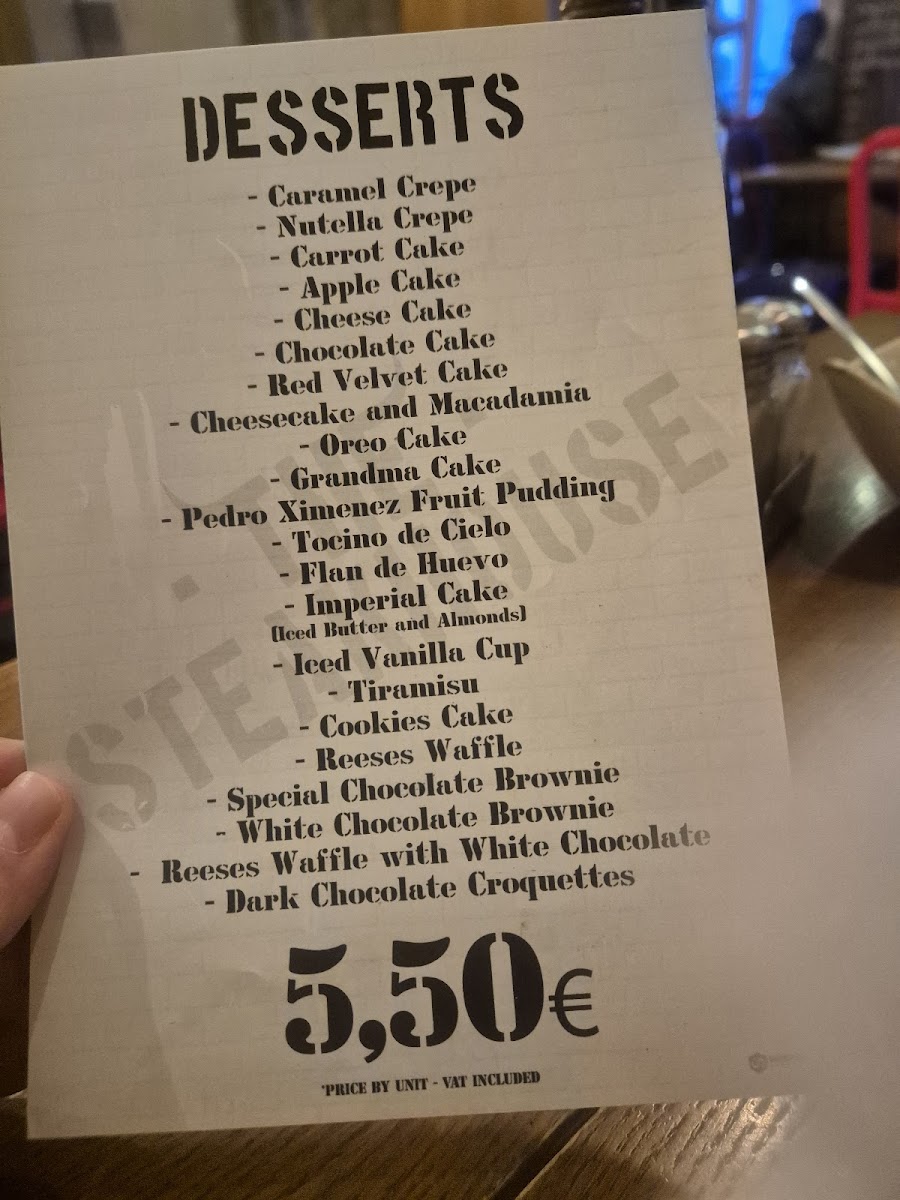 DESSERTS
- Caramel Crepe
- Nutella Crepe
- Carrot Cake
- Apple Cake
- Cheese Cake
- Chocolate Cake
- Red Velvet Cake
- Cheesecake and Macadamia
- Oreo Cake
- Grandma Cake
- Pedro Ximenez Fruit Pudding
- Tocino de Cielo
- Flan de Huevo
- Imperial Cake
(Iced Butter and Almonds)
- Iced Vanilla Cup
- Tiramisu
- Cookies Cake
- Reeses Waffle
- Special Chocolate Brownie
- White Chocolate Brownie
- Reeses Waffle with White Chocolate
- Dark Chocolate Croquettes
5,50€
*PRICE BY UNIT - VAT INCLUDED